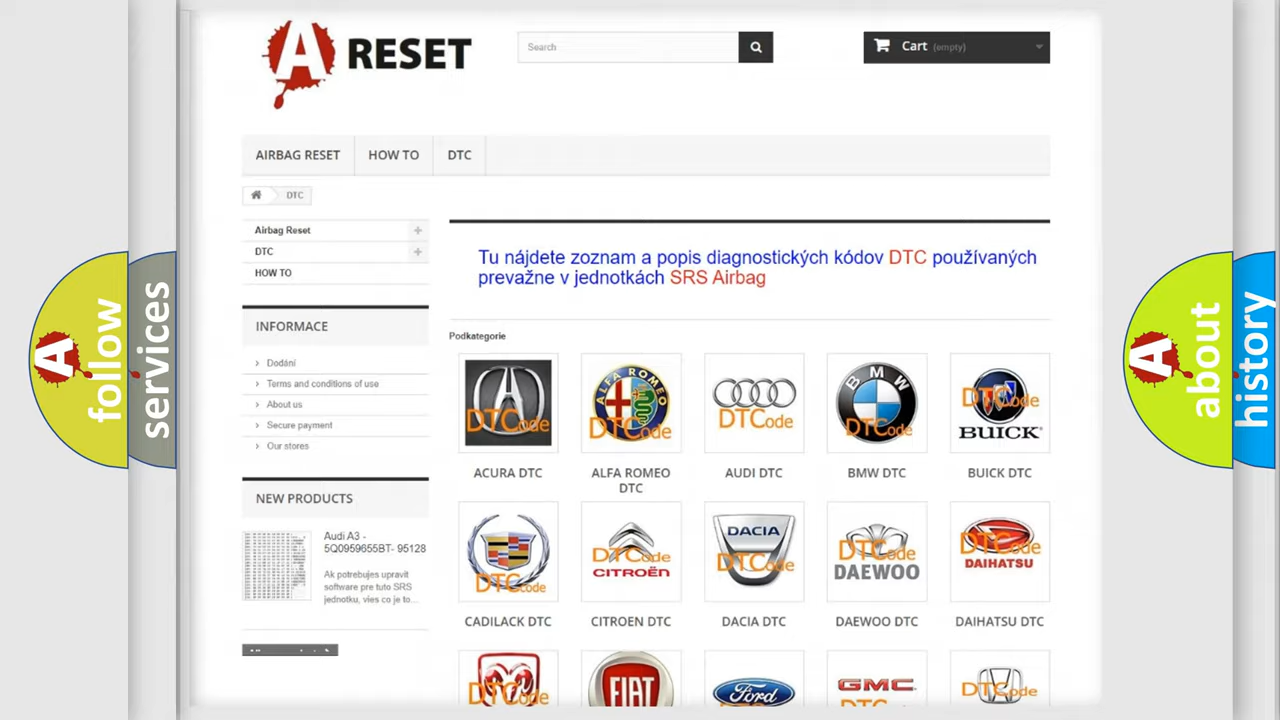 A RESET
Search
Cart (empty)
AIRBAG RESET
HOW TO
DTC
DTC
Airbag Reset
DTC
HOW TO
Tu nájdete zoznam a popis diagnostických kódov DTC používaných
prevažne v jednotkách SRS Airbag
INFORMACE
Dodání
Terms and conditions of use
About us
Secure payment
Our stores
NEW PRODUCTS
Audi A3 -
5Q0959655BT- 95128
Ak potrebujes upravit
software pre tuto SRS
jednotku, vies co je to...
Podkategorie
DTCode
ALFA ROMEO
DTCode
DTCode
BMW
DTCode
DTCode
BUICK
ACURA DTC
ALFA ROMEO
DTC
AUDI DTC
BMW DTC
BUICK DTC
DTCode
DTCode
CITROËN
DACIA
DTCode
DTCode
DAEWOO
DTCode
DAIHATSU
CADILACK DTC
CITROEN DTC
DACIA DTC
DAEWOO DTC
DAIHATSU DTC
DTCode
FIAT
Ford
GMC
DTCode
A follow
services
A about
history